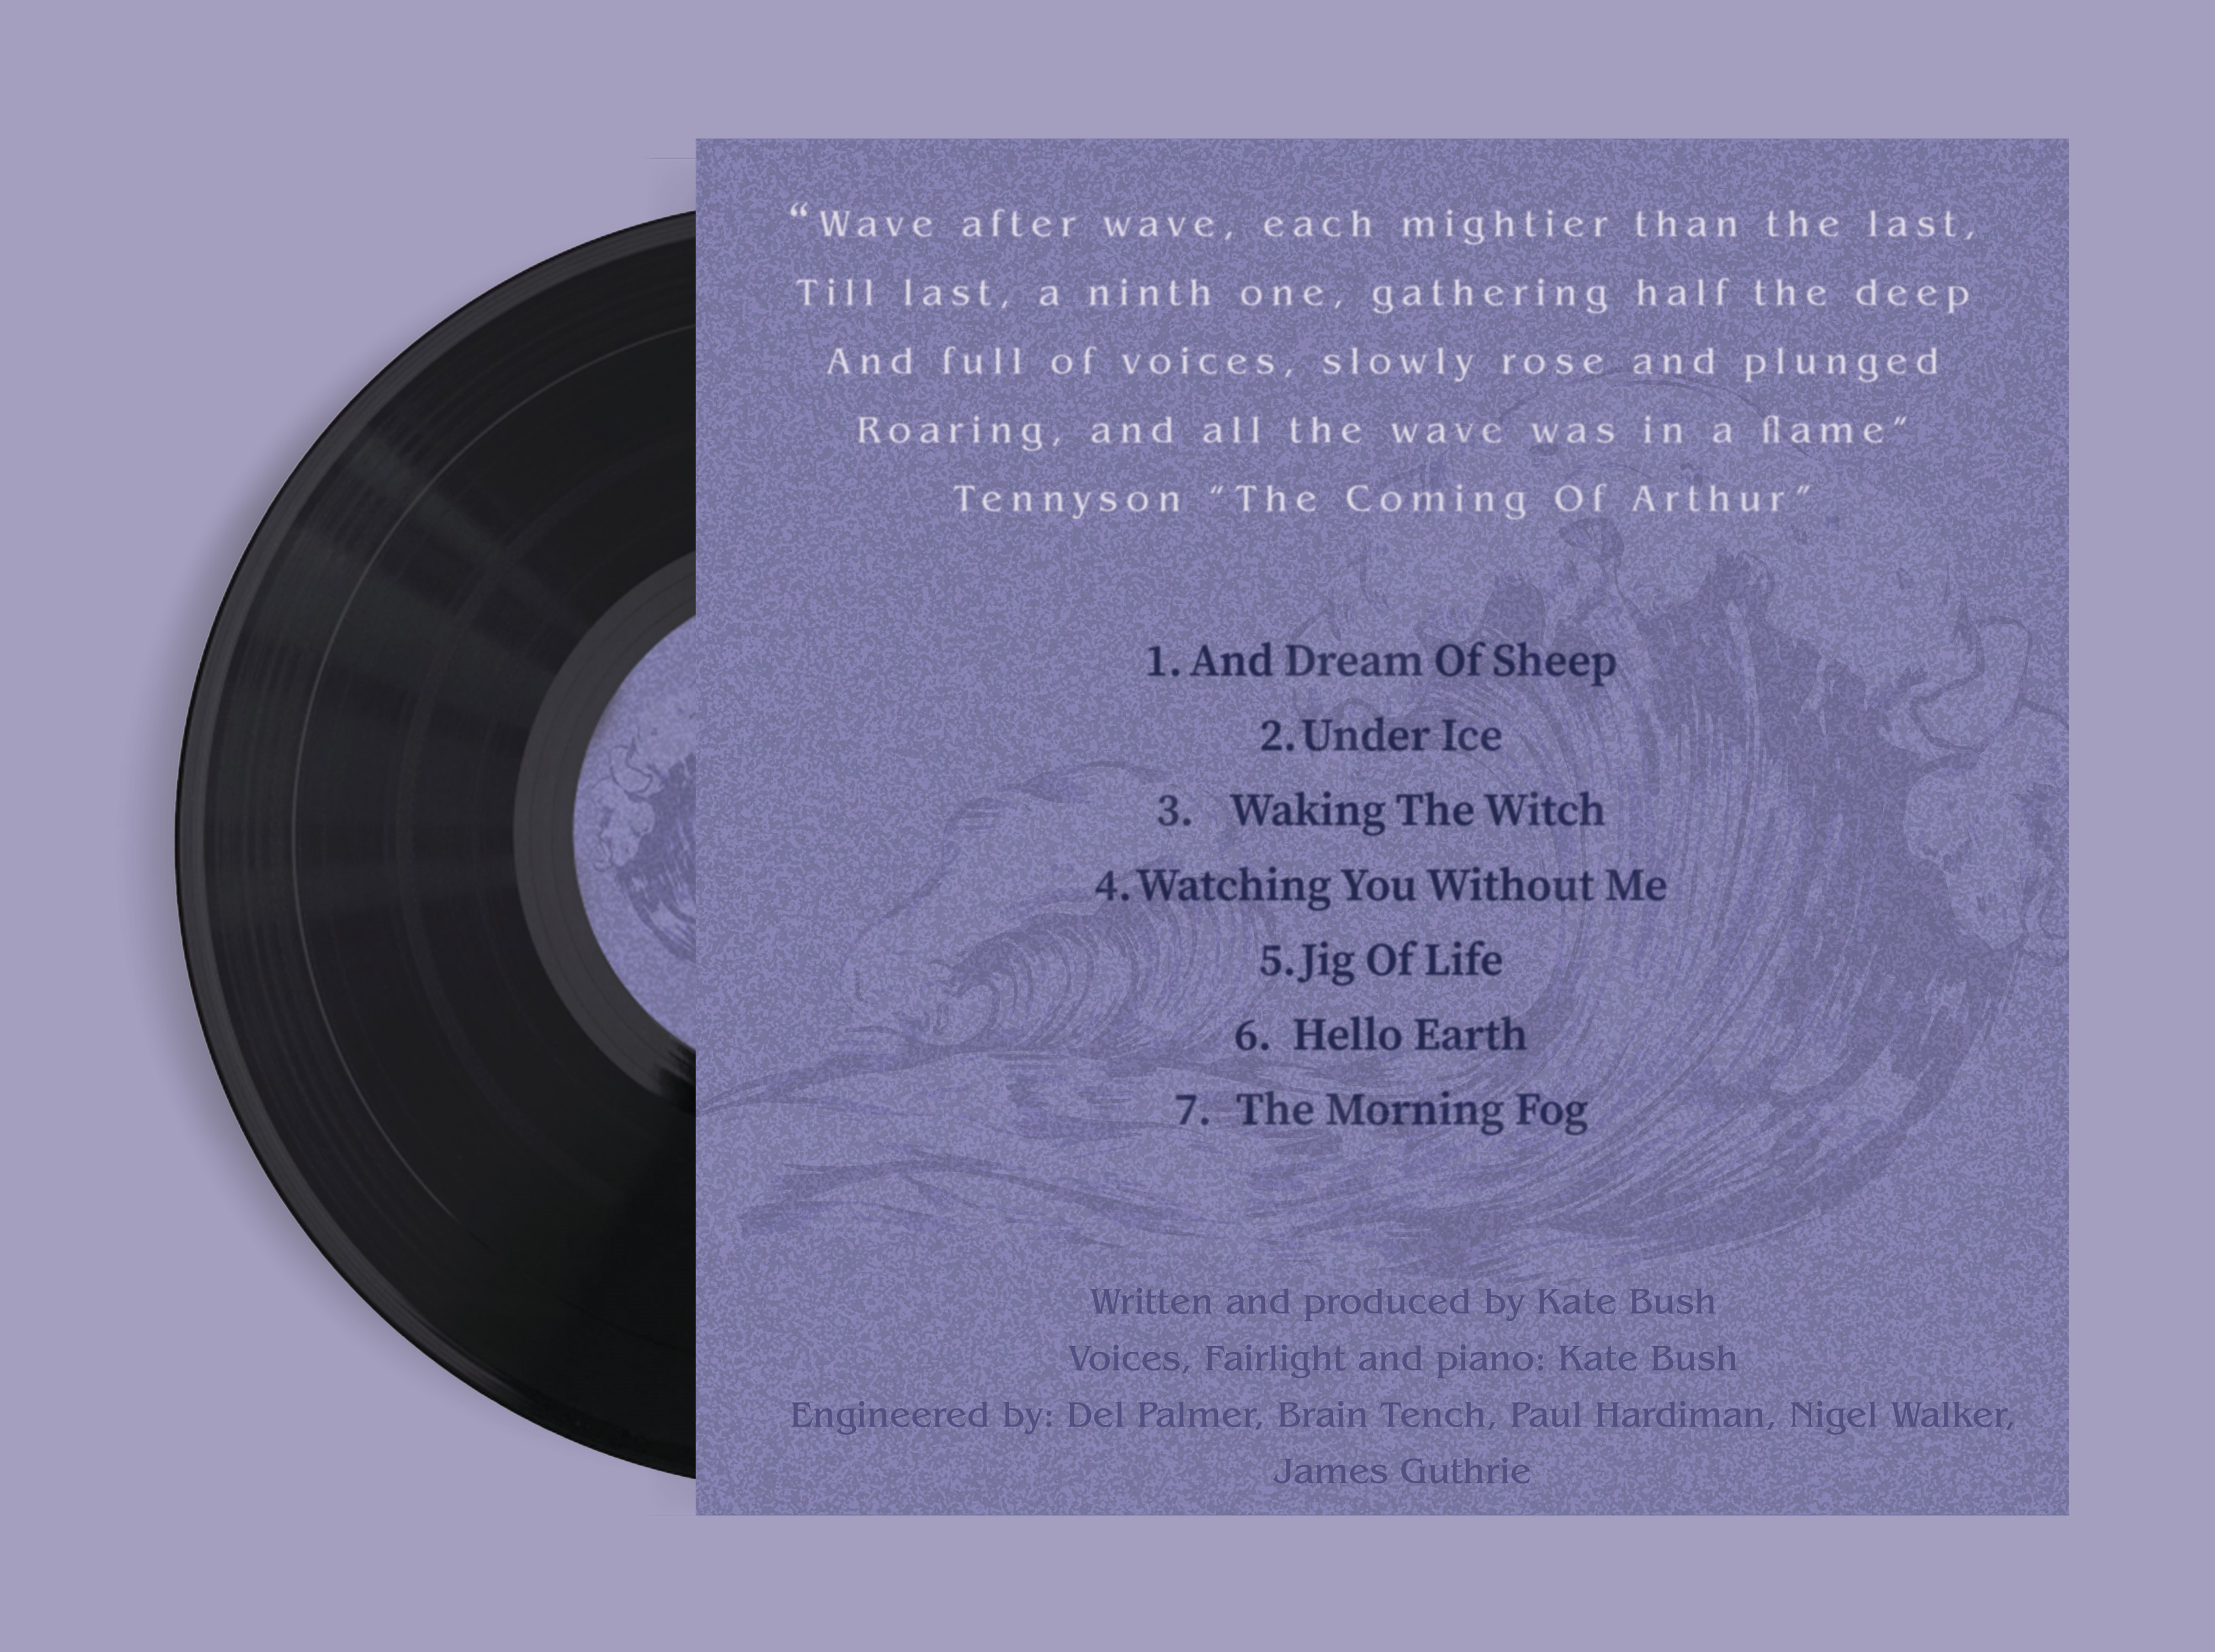 “Wave after wave, each mightier than the last,
Till last, a ninth one, gathering half the deep
And full of voices, slowly rose and plunged
Roaring, and all the wave was in a flame”
Tennyson “The Coming Of Arthur”
1. And Dream Of Sheep
2. Under Ice
3. Waking The Witch
4. Watching You Without Me
5. Jig Of Life
6. Hello Earth
7. The Morning Fog
Written and produced by Kate Bush
Voices, Fairlight and piano: Kate Bush
Engineered by: Del Palmer, Brain Tench, Paul Hardiman, Nigel Walker,
James Guthrie